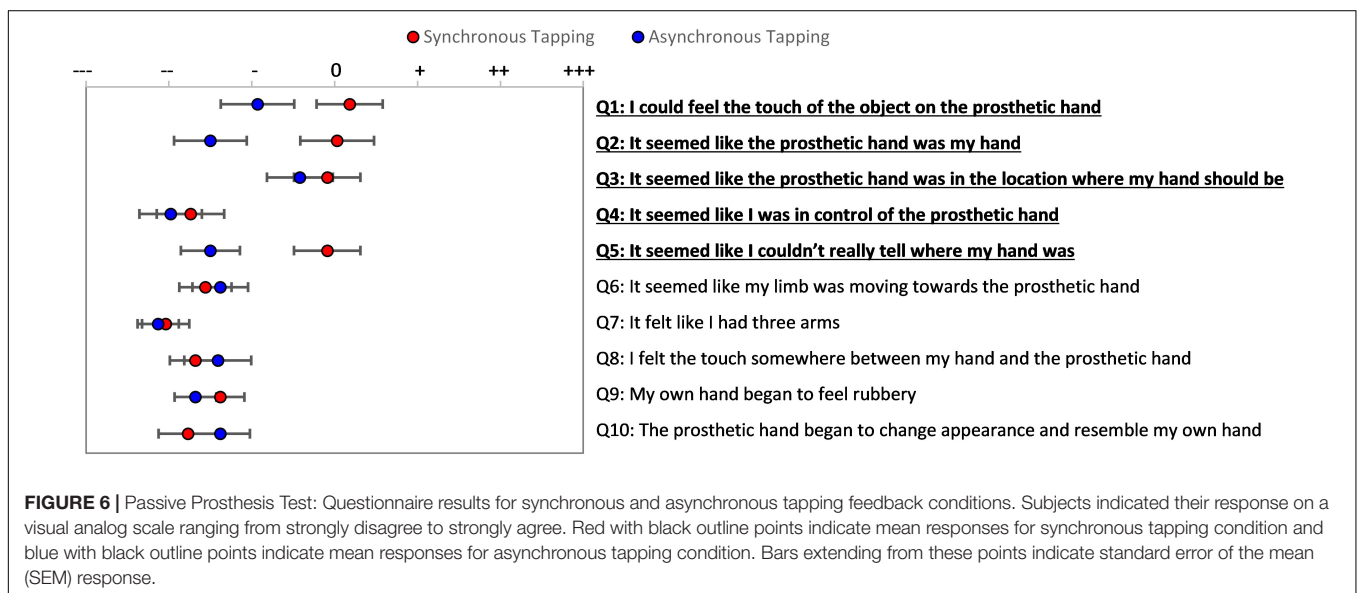 Synchronous Tapping Asynchronous Tapping
--- -- - 0 + ++ +++
Q1: I could feel the touch of the object on the prosthetic hand
Q2: It seemed like the prosthetic hand was my hand
Q3: It seemed like the prosthetic hand was in the location where my hand should be
Q4: It seemed like I was in control of the prosthetic hand
Q5: It seemed like I couldn’t really tell where my hand was
Q6: It seemed like my limb was moving towards the prosthetic hand
Q7: It felt like I had three arms
Q8: I felt the touch somewhere between my hand and the prosthetic hand
Q9: My own hand began to feel rubbery
Q10: The prosthetic hand began to change appearance and resemble my own hand
FIGURE 6 | Passive Prosthesis Test: Questionnaire results for synchronous and asynchronous tapping feedback conditions. Subjects indicated their response on a
visual analog scale ranging from strongly disagree to strongly agree. Red with black outline points indicate mean responses for synchronous tapping condition and
blue with black outline points indicate mean responses for asynchronous tapping condition. Bars extending from these points indicate standard error of the mean
(SEM) response.